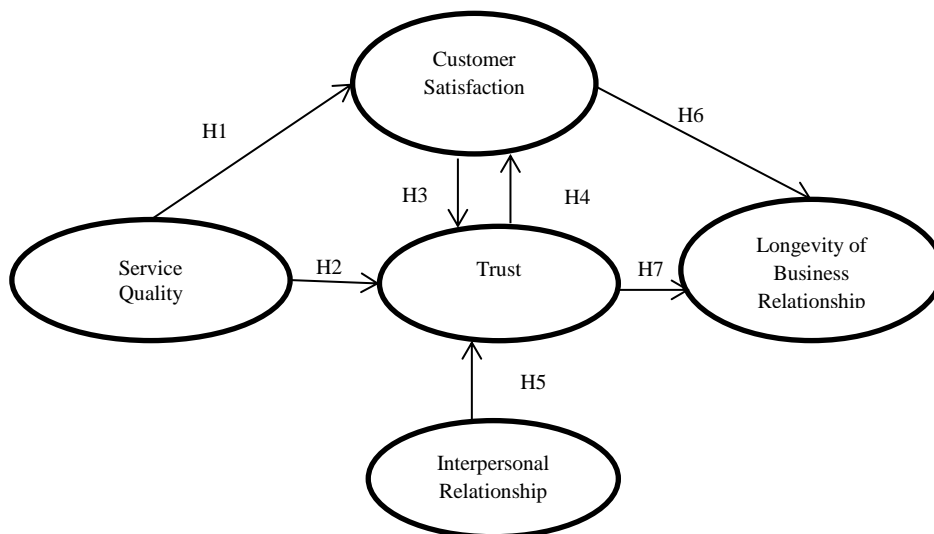 Customer
Satisfaction
H1
H6
H3
H4
Service
Quality
H2
Trust
H7
Longevity of
Business
Relationship
H5
Interpersonal
Relationship